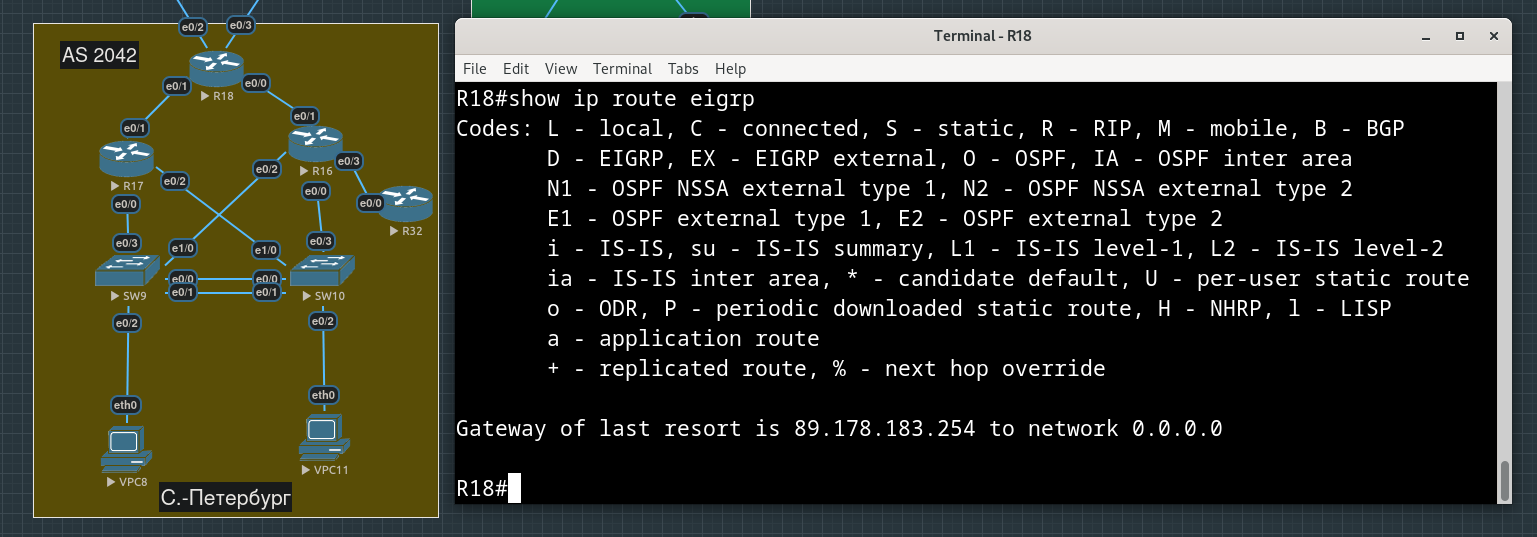 e0/2
e0/3
AS 2042
R18
e0/1
e0/0
e0/1
e0/1
R17
R16
e0/2
e0/2
e0/3
e0/0
e0/0
e0/0
R32
e0/3
e0/3
e1/0
e1/0
e0/0
e0/0
e0/1
e0/1
SW9
SW10
e0/2
e0/2
eth0
eth0
VPC8
VPC11
С.-Петербург
Terminal - R18
File Edit View Terminal Tabs Help
R18#show ip route eigrp
Codes: L - local, C - connected, S - static, R - RIP, M - mobile, B - BGP
D - EIGRP, EX - EIGRP external, O - OSPF, IA - OSPF inter area
N1 - OSPF NSSA external type 1, N2 - OSPF NSSA external type 2
E1 - OSPF external type 1, E2 - OSPF external type 2
i - IS-IS, su - IS-IS summary, L1 - IS-IS level-1, L2 - IS-IS level-2
ia - IS-IS inter area, * - candidate default, U - per-user static route
o - ODR, P - periodic downloaded static route, H - NHRP, l - LISP
a - application route
+ - replicated route, % - next hop override
Gateway of last resort is 89.178.183.254 to network 0.0.0.0
R18#